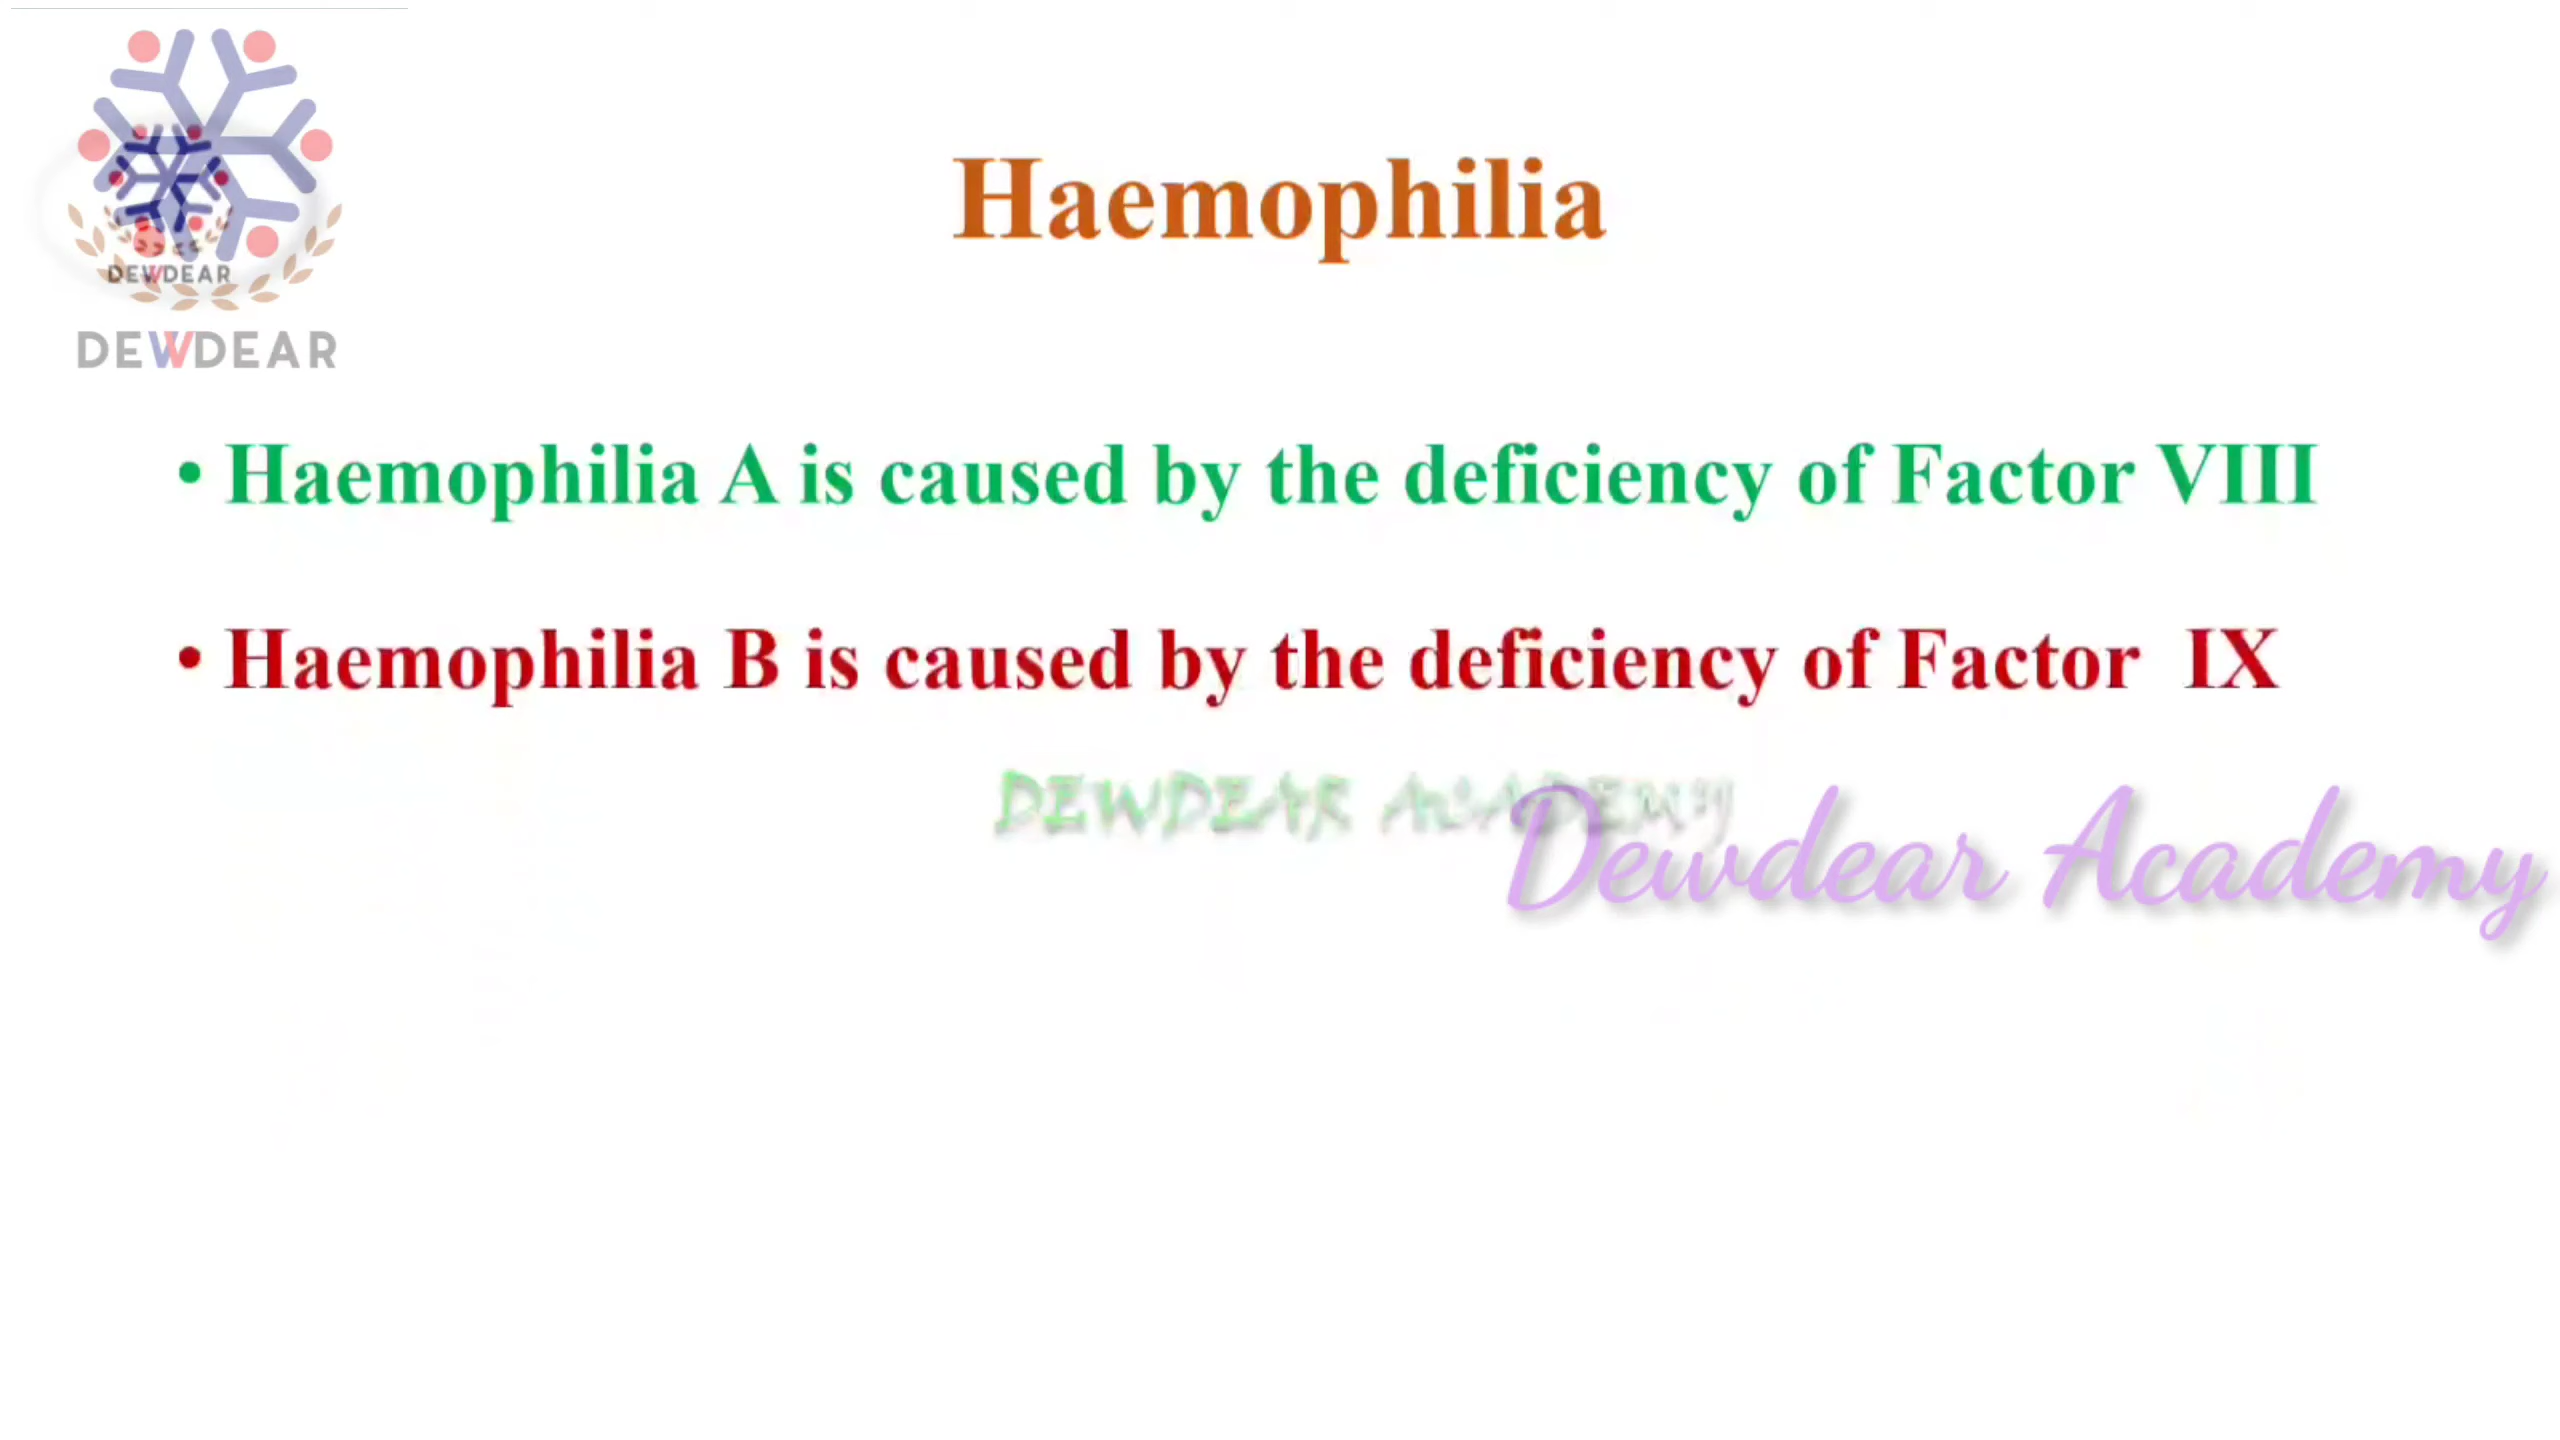 Haemophilia
DEWDEAR
DEWDEAR
• Haemophilia A is caused by the deficiency of Factor VIII
• Haemophilia B is caused by the deficiency of Factor IX
DEWDEAR ACADEMY
Dewdear Academy